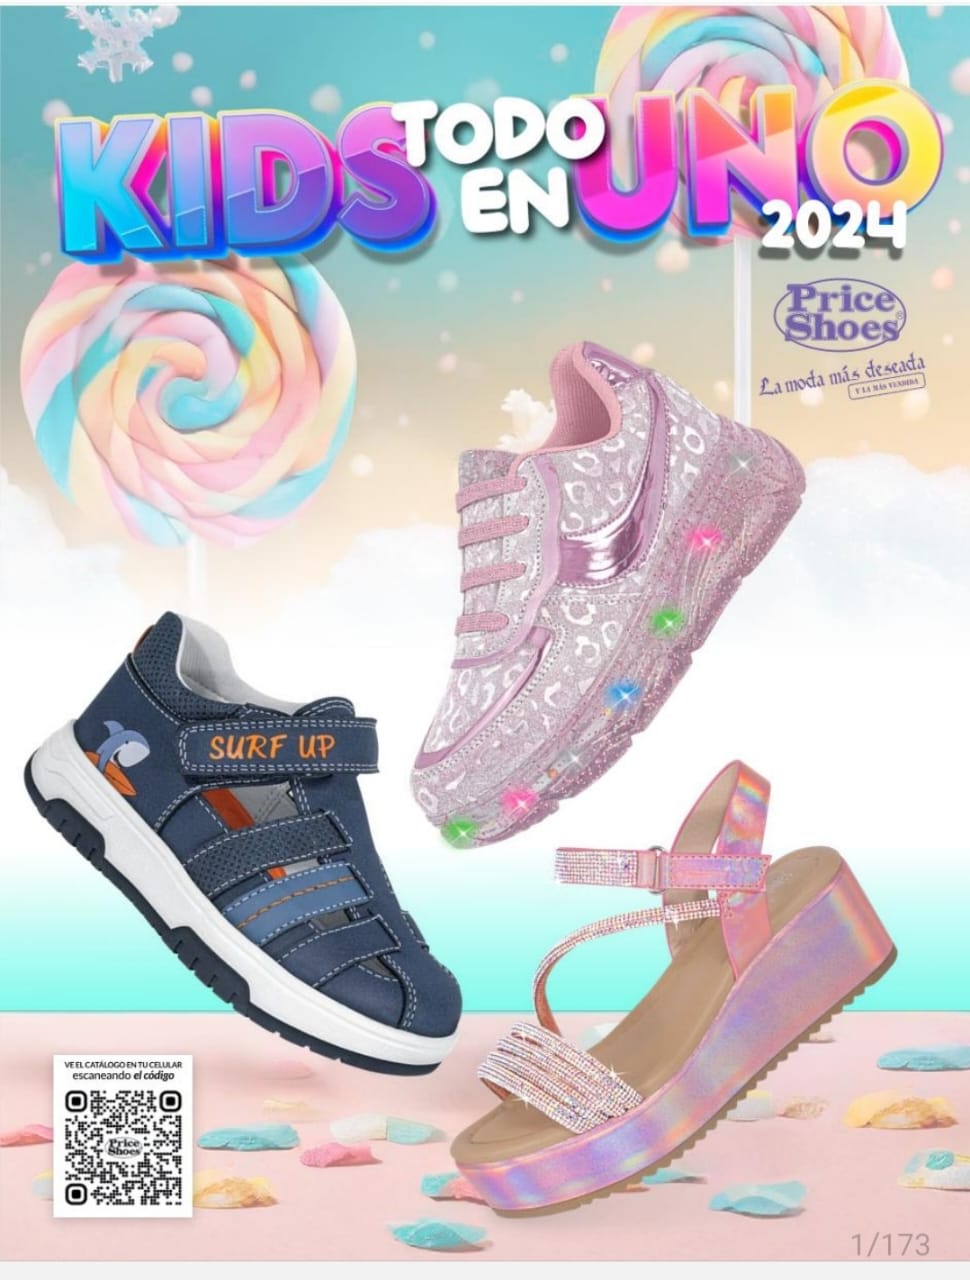 KIDS TODO EN UNO
2024
Price
Shoes®
La moda más deseada
Y LA MÁS VENDIDA
SURF UP
VE EL CATÁLOGO EN TU CELULAR
escaneando el código
Price
Shoes
1/173